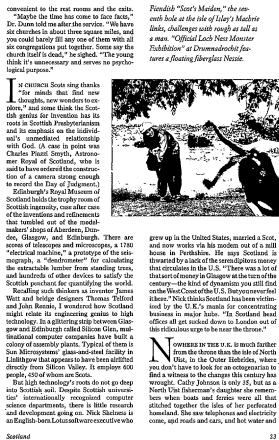 convenient to the rest rooms and the exits.
"Maybe the time has come to face facts,"
Dr. Dunn told me after the service. "We have
six churches in about three square miles, and
you could barely fill any one of them with all
six congregations put together. Some say the
church itself is dead," he sighed. "The young
think it's unnecessary and serves no psycho-
logical purpose."
IN CHURCH Scots sing thanks
"for minds that find new
thoughts, new wonders to ex-
plore," and some think the Scot-
tish genius for invention has its
roots in Scottish Presbyterianism
and its emphasis on the individ-
ual's unmediated relationship
with God. (A case in point was
Charles Piazzi Smyth, Astrono-
mer Royal of Scotland, who is
said to have ordered the construc-
tion of a camera strong enough
to record the Day of Judgment.)
Edinburgh's Royal Museum of
Scotland holds the trophy room of
Scottish ingenuity, case after case
of the inventions and refinements
that tumbled out of the model-
makers' shops of Aberdeen, Dun-
dee, Glasgow, and Edinburgh. There are
scores of telescopes and microscopes, a 1780
"electrical machine," a prototype of the seis-
mograph, a "dendrometer" for calculating
the extractable lumber from standing trees,
and hundreds of other devices to satisfy the
Scottish penchant for quantifying the world.
Recalling such thinkers as inventor James
Watt and bridge designers Thomas Telford
and John Rennie, I wondered how Scotland
might relate its engineering genius to high
technology. In a glittering strip between Glas-
gow and Edinburgh called Silicon Glen, mul-
tinational computer companies have built a
colony of assembly plants. Typical of them is
Sun Microsystems' glass-and-steel facility in
Linlithgow that appears to have been airlifted
directly from Silicon Valley. It employs 600
people, 450 of whom are Scots.
But high technology's roots do not go deep
into Scottish soil. Despite Scottish universi-
ties' internationally recognized computer
science departments, there is little research
and development going on. Nick Shelness is
an English-born Lotus software executive who
Scotland
Fiendish "Scot's Maiden," the sev-
enth hole at the isle of Islay's Machrie
links, challenges with rough as tall as
a man. "Official Loch Ness Monster
Exhibition" at Drumnadrochit fea-
tures a floating fiberglass Nessie.
grew up in the United States, married a Scot,
and now works via his modem out of a mill
house in Perthshire. He says Scotland is
thwarted by a lack of the serendipitous money
that circulates in the U.S. "There was a lot of
that sort of money in Glasgow at the turn of the
century—the kind of dynamism you still find
on the West Coast of the U.S. But you never feel
it here." Nick thinks Scotland has been victim-
ised by the U.K.'s mania for concentrating
business in major hubs. "In Scotland head
offices all get sucked down to London out of
this ridiculous urge to be near the throne."
NOWHERE IN THE U.K. is much farther
from the throne than the isle of North
Uist, in the Outer Hebrides, where
you don't have to look for an octogenarian to
find a witness to the changes this century has
wrought. Cathy Johnson is only 35, but as a
North Uist fisherman's daughter she remem-
bers when boats and ferries were all that
stitched together the isles of her perforated
homeland. She saw telephones and electricity
come, and roads and cars, and hot water and